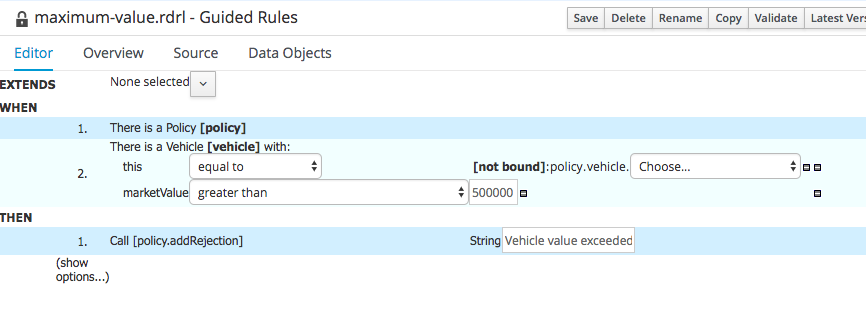 maximum-value.rdrl - Guided Rules
Save Delete Rename Copy Validate Latest Vers
Editor Overview Source Data Objects
EXTENDS None selected
WHEN
1. There is a Policy [policy]
There is a Vehicle [vehicle] with:
2.
this equal to [not bound]:policy.vehicle. Choose...
marketValue greater than 500000
THEN
1. Call [policy.addRejection] String Vehicle value exceeded
(show
options...)